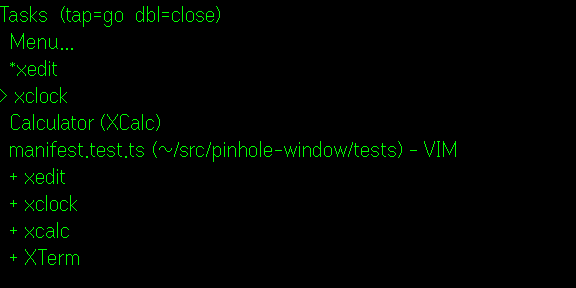 Tasks (tap=go dbl=close)
Menu...
*xedit
> xclock
Calculator (XCalc)
manifest.test.ts (~/src/pinhole-window/tests) - VIM
+ xedit
+ xclock
+ xcalc
+ XTerm